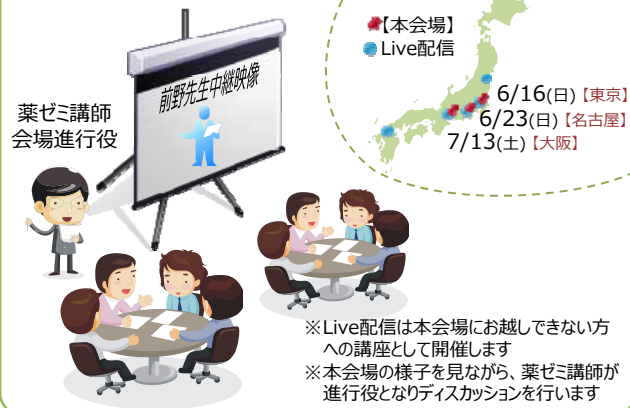 【本会場】
Live配信
6/16(日)【東京】
6/23(日)【名古屋】
7/13(土)【大阪】
前野先生中継映像
薬ゼミ講師
会場進行役
※Live配信は本会場にお越しできない方
への講座として開催します
※本会場の様子を見ながら、薬ゼミ講師が
進行役となりディスカッションを行います